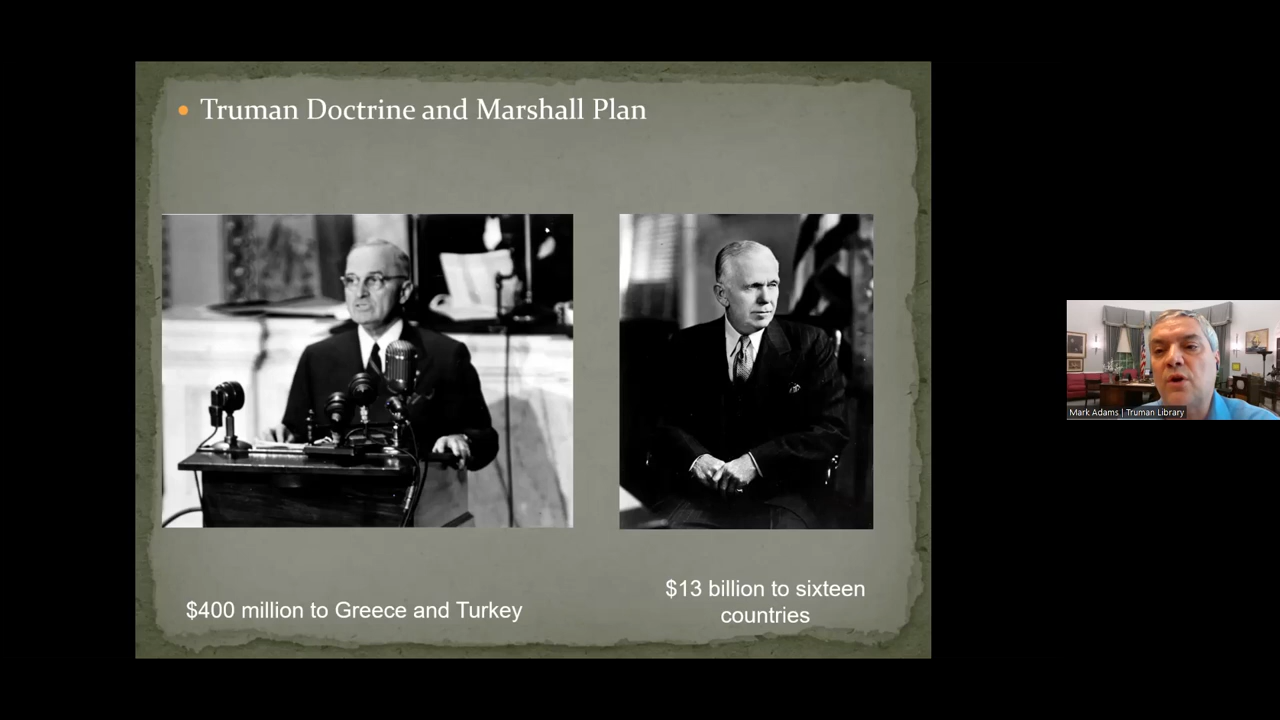 Truman Doctrine and Marshall Plan
$400 million to Greece and Turkey
$13 billion to sixteen
countries
Mark Adams | Truman Library